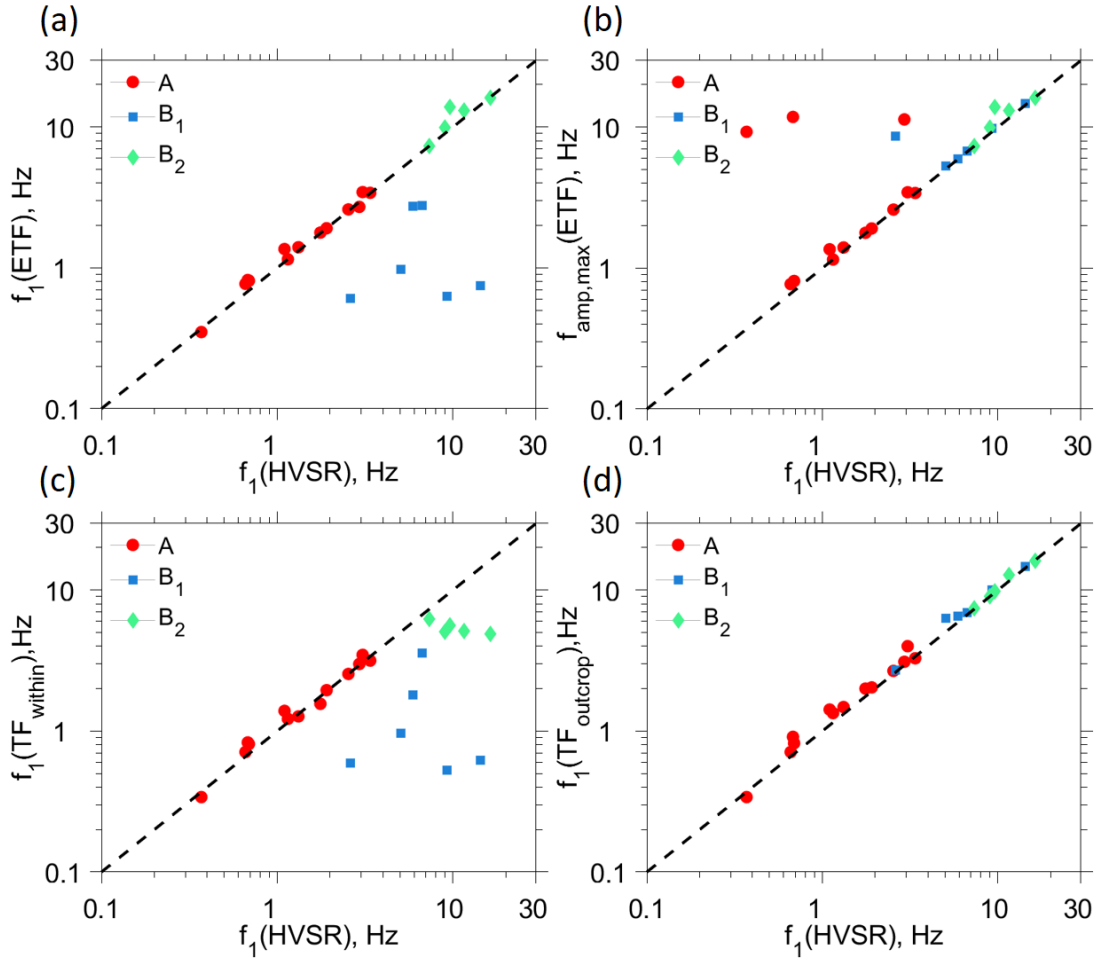 (a)
30
10
1
0.1
0.1 1 10 30
A
B1
B2
f1(ETF), Hz
f1(HVSR), Hz
(b)
30
10
1
0.1
0.1 1 10 30
A
B1
B2
famp,max(ETF), Hz
f1(HVSR), Hz
(c)
30
10
1
0.1
0.1 1 10 30
A
B1
B2
f1(TFwithin),Hz
f1(HVSR), Hz
(d)
30
10
1
0.1
0.1 1 10 30
A
B1
B2
f1(TFoutcrop),Hz
f1(HVSR), Hz